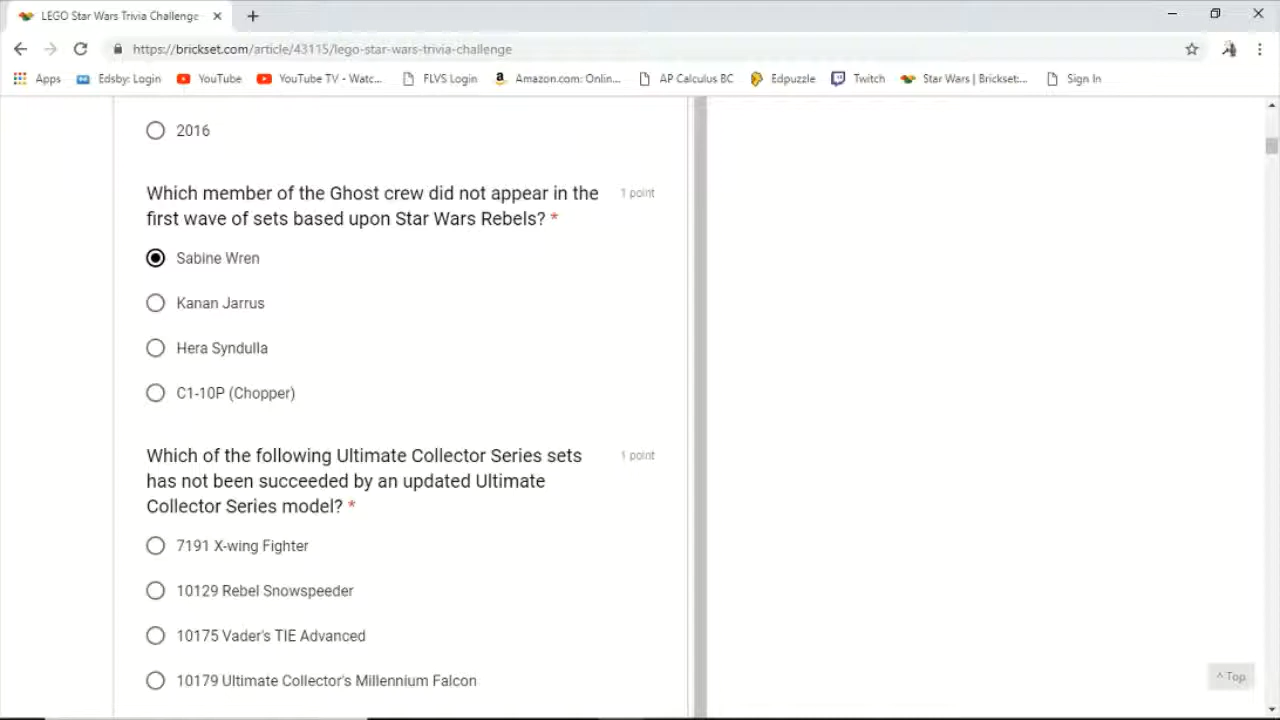 LEGO Star Wars Trivia Challenge
https://brickset.com/article/43115/lego-star-wars-trivia-challenge
Apps Edsby: Login YouTube YouTube TV - Watc... FLVS Login Amazon.com: Onlin... AP Calculus BC Edpuzzle Twitch Star Wars | Brickset:... Sign In
2016
Which member of the Ghost crew did not appear in the 1 point
first wave of sets based upon Star Wars Rebels? *
Sabine Wren
Kanan Jarrus
Hera Syndulla
C1-10P (Chopper)
Which of the following Ultimate Collector Series sets 1 point
has not been succeeded by an updated Ultimate
Collector Series model? *
7191 X-wing Fighter
10129 Rebel Snowspeeder
10175 Vader's TIE Advanced
10179 Ultimate Collector's Millennium Falcon
^ Top